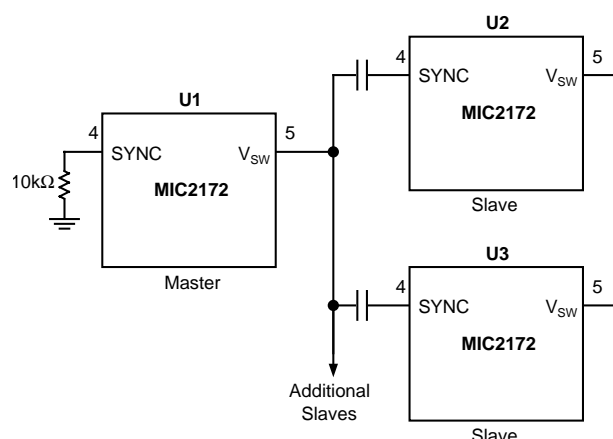 U1
4
5
SYNC
V_SW
MIC2172
10kΩ
Master
U2
4
5
SYNC
V_SW
MIC2172
Slave
U3
4
5
SYNC
V_SW
MIC2172
Slave
Additional
Slaves